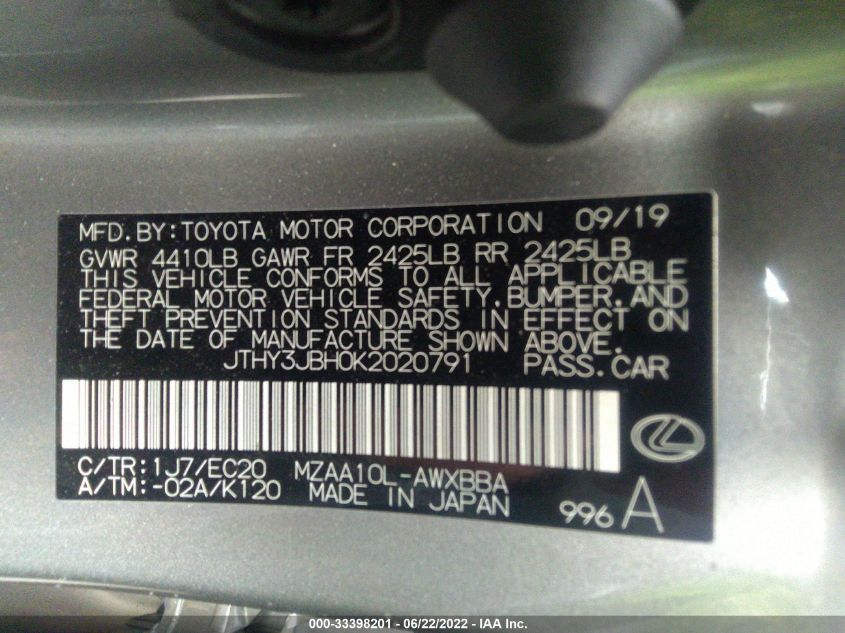 MFD.BY:TOYOTA MOTOR CORPORATION 09/19
GVWR 4410LB GAWR FR 2425LB RR 2425LB
THIS VEHICLE CONFORMS TO ALL APPLICABLE
FEDERAL MOTOR VEHICLE SAFETY,BUMPER,AND
THEFT PREVENTION STANDARDS IN EFFECT ON
THE DATE OF MANUFACTURE SHOWN ABOVE.
JTHY3JBH0K2020791 PASS.CAR
C/TR:1J7/EC20 MZAA10L-AWXBBA
A/TM:-02A/K120 MADE IN JAPAN 996 A
000-33398201 - 06/22/2022 - IAA Inc.